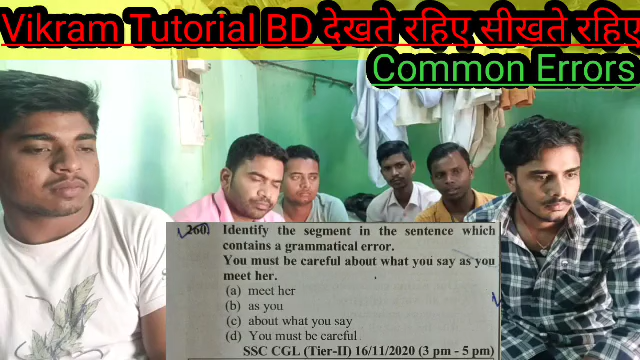 Vikram Tutorial BD देखते रहिए सीखते रहिए
Common Errors
260. Identify the segment in the sentence which
contains a grammatical error.
You must be careful about what you say as you
meet her.
(a) meet her
(b) as you
(c) about what you say
(d) You must be careful
SSC CGL (Tier-II) 16/11/2020 (3 pm - 5 pm)